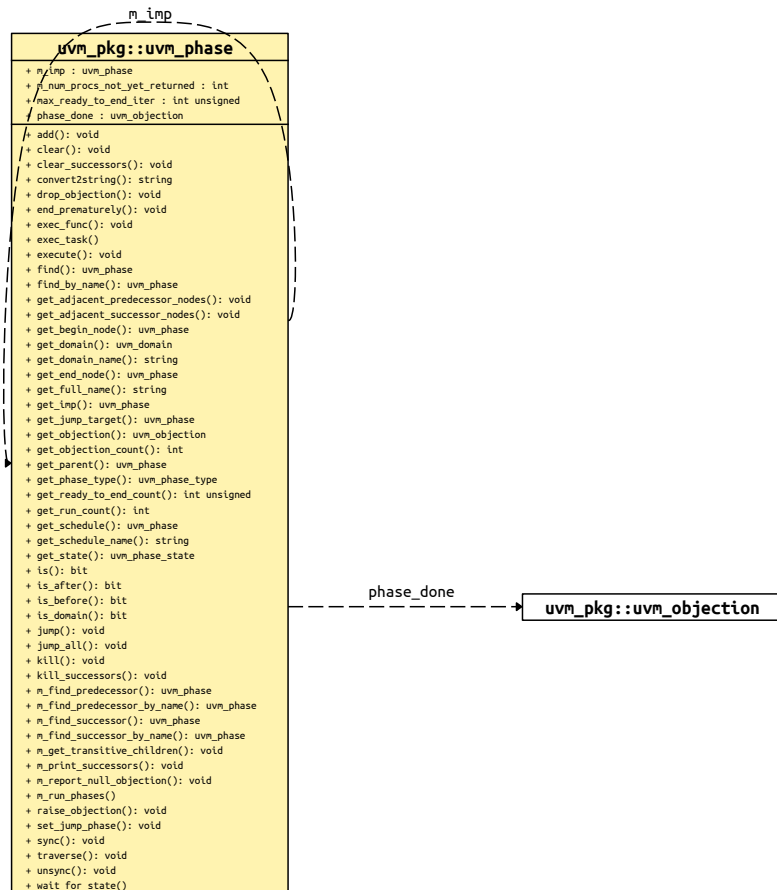 m_imp
uvm_pkg::uvm_phase
+ m_imp : uvm_phase
+ m_num_procs_not_yet_returned : int
+ max_ready_to_end_iter : int unsigned
+ phase_done : uvm_objection
+ add(): void
+ clear(): void
+ clear_successors(): void
+ convert2string(): string
+ drop_objection(): void
+ end_prematurely(): void
+ exec_func(): void
+ exec_task()
+ execute(): void
+ find(): uvm_phase
+ find_by_name(): uvm_phase
+ get_adjacent_predecessor_nodes(): void
+ get_adjacent_successor_nodes(): void
+ get_begin_node(): uvm_phase
+ get_domain(): uvm_domain
+ get_domain_name(): string
+ get_end_node(): uvm_phase
+ get_full_name(): string
+ get_imp(): uvm_phase
+ get_jump_target(): uvm_phase
+ get_objection(): uvm_objection
+ get_objection_count(): int
+ get_parent(): uvm_phase
+ get_phase_type(): uvm_phase_type
+ get_ready_to_end_count(): int unsigned
+ get_run_count(): int
+ get_schedule(): uvm_phase
+ get_schedule_name(): string
+ get_state(): uvm_phase_state
+ is(): bit
+ is_after(): bit
+ is_before(): bit
+ is_domain(): bit
+ jump(): void
+ jump_all(): void
+ kill(): void
+ kill_successors(): void
+ m_find_predecessor(): uvm_phase
+ m_find_predecessor_by_name(): uvm_phase
+ m_find_successor(): uvm_phase
+ m_find_successor_by_name(): uvm_phase
+ m_get_transitive_children(): void
+ m_print_successors(): void
+ m_report_null_objection(): void
+ m_run_phases()
+ raise_objection(): void
+ set_jump_phase(): void
+ sync(): void
+ traverse(): void
+ unsync(): void
+ wait_for_state()
phase_done
uvm_pkg::uvm_objection